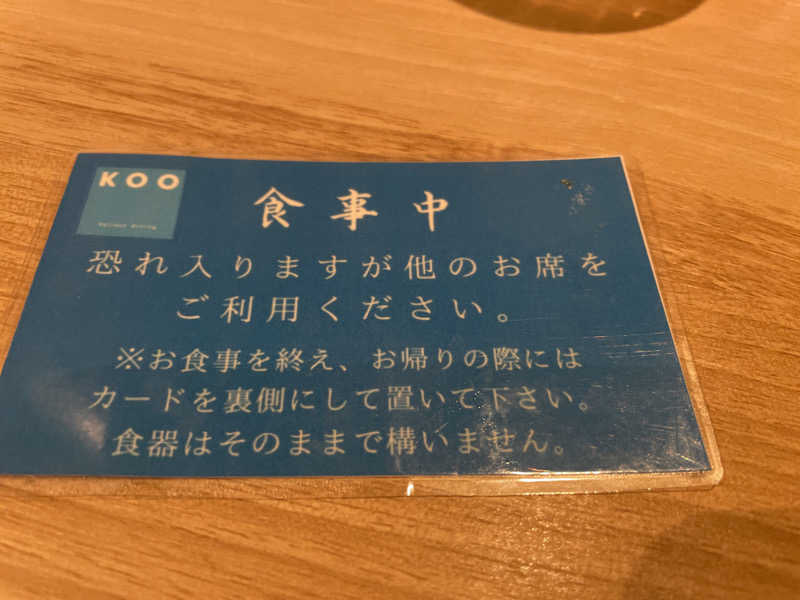 KOO
食事中
恐れ入りますが他のお席を
ご利用ください。
※お食事を終え、お帰りの際には
カードを裏側にして置いて下さい。
食器はそのままで構いません。